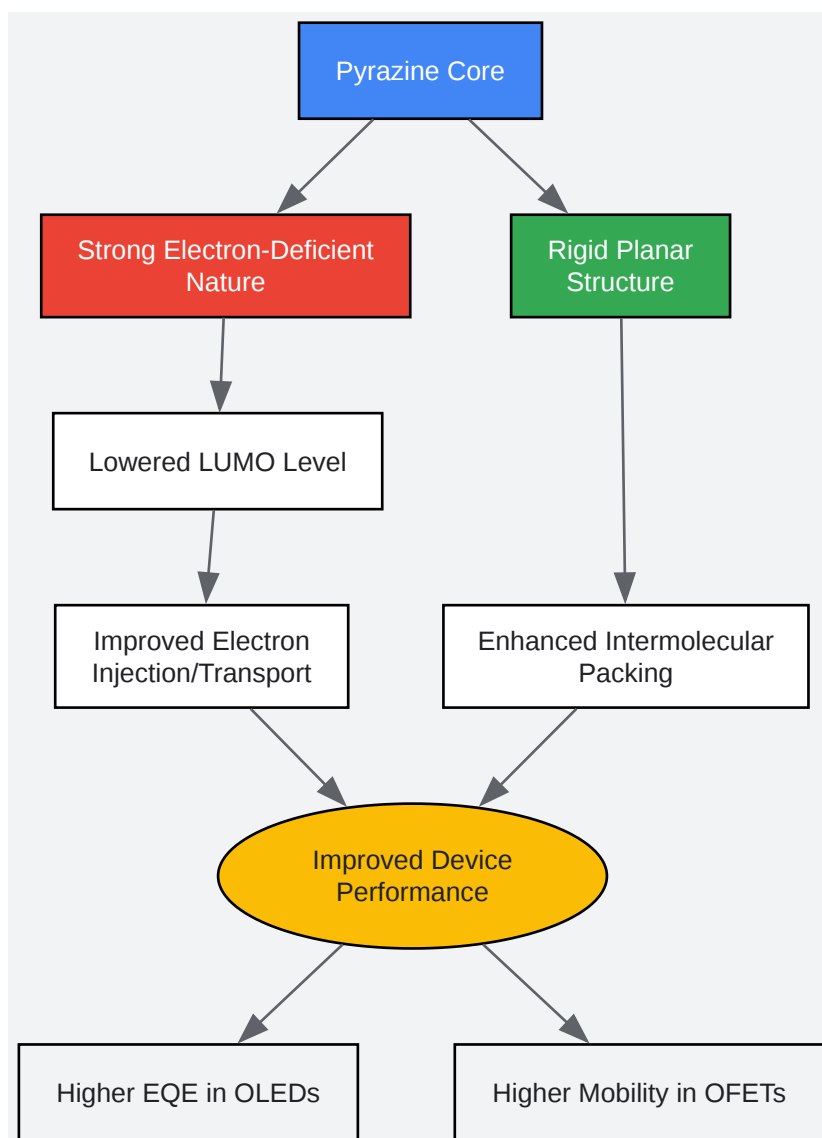 Pyrazine Core
Strong Electron-Deficient
Nature
Rigid Planar
Structure
Lowered LUMO Level
Improved Electron
Injection/Transport
Enhanced Intermolecular
Packing
Improved Device
Performance
Higher EQE in OLEDs
Higher Mobility in OFETs